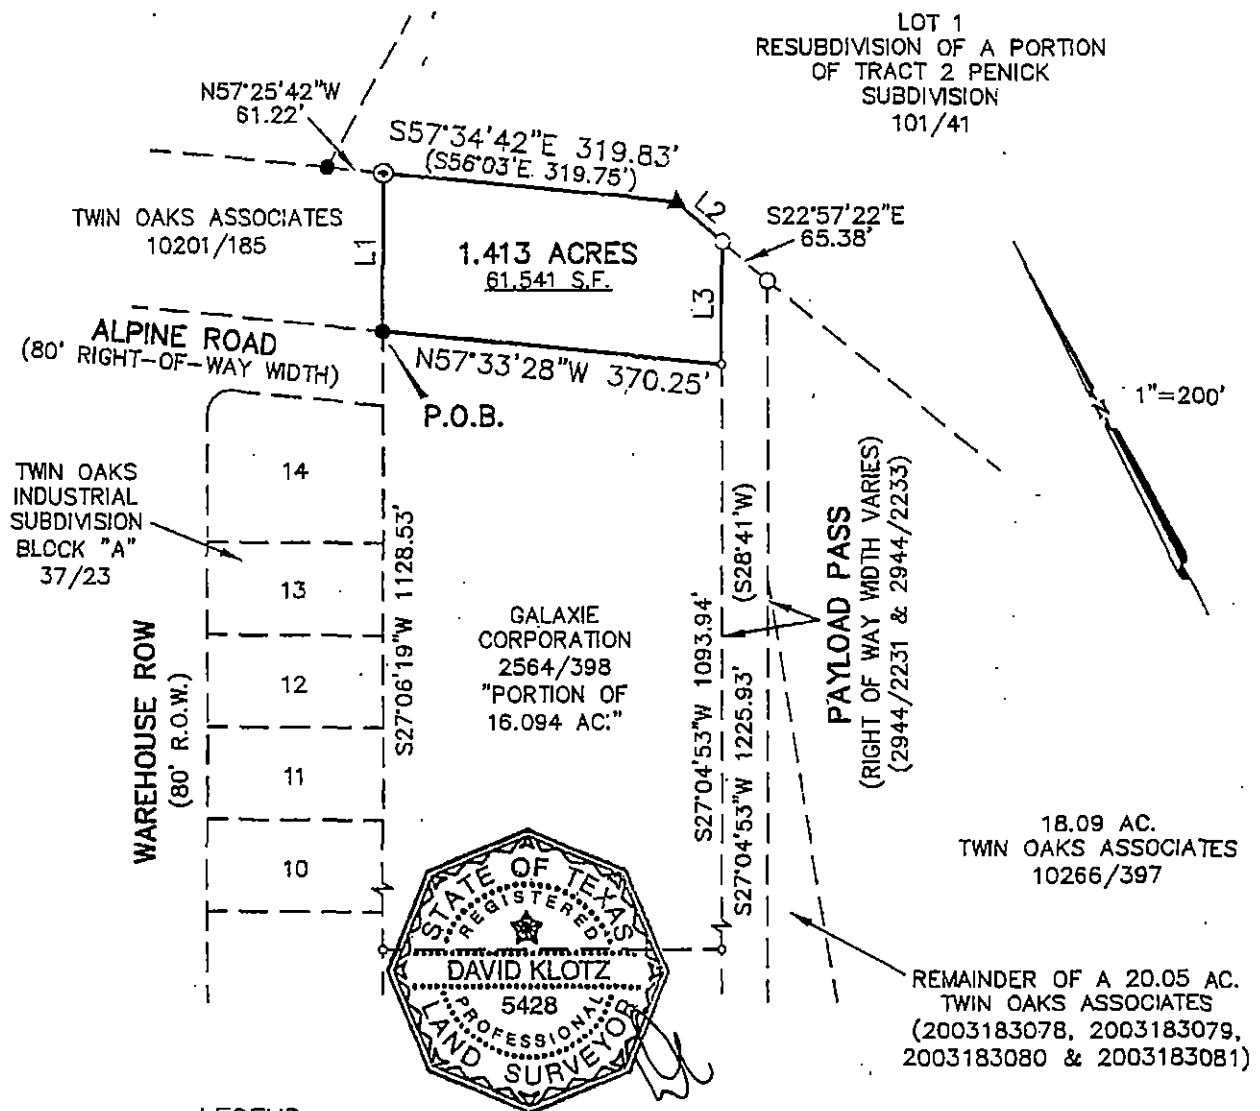 LOT 1
RESUBDIVISION OF A PORTION
OF TRACT 2 PENICK
SUBDIVISION
101/41
N57°25'42"W
61.22'
S57°34'42"E 319.83'
(S56°03'E 319.75')
L2
S22°57'22"E
65.38'
TWIN OAKS ASSOCIATES
10201/185
L1
1.413 ACRES
61,541 S.F.
L3
ALPINE ROAD
(80' RIGHT-OF-WAY WIDTH)
N57°33'28"W 370.25'
P.O.B.
N
1"=200'
TWIN OAKS
INDUSTRIAL
SUBDIVISION
BLOCK "A"
37/23
14
13
12
11
10
WAREHOUSE ROW
(80' R.O.W.)
S27°06'19"W 1128.53'
GALAXIE
CORPORATION
2564/398
"PORTION OF
16.094 AC."
S27°04'53"W 1093.94'
(S28°41'W)
S27°04'53"W 1225.93'
PAYLOAD PASS
(RIGHT OF WAY WIDTH VARIES)
(2944/2231 & 2944/2233)
18.09 AC.
TWIN OAKS ASSOCIATES
10266/397
REMAINDER OF A 20.05 AC.
TWIN OAKS ASSOCIATES
(2003183078, 2003183079,
2003183080 & 2003183081)
STATE OF TEXAS
REGISTERED
DAVID KLOTZ
5428
PROFESSIONAL
LAND SURVEYOR